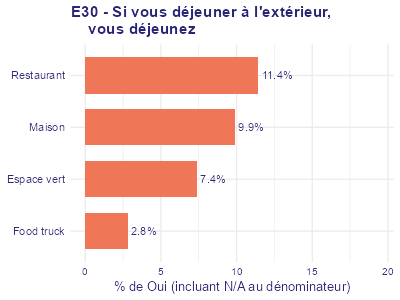 E30 - Si vous déjeuner à l'extérieur,
vous déjeunez
Restaurant
11.4%
Maison
9.9%
Espace vert
7.4%
Food truck
2.8%
0 5 10 15 20
% de Oui (incluant N/A au dénominateur)